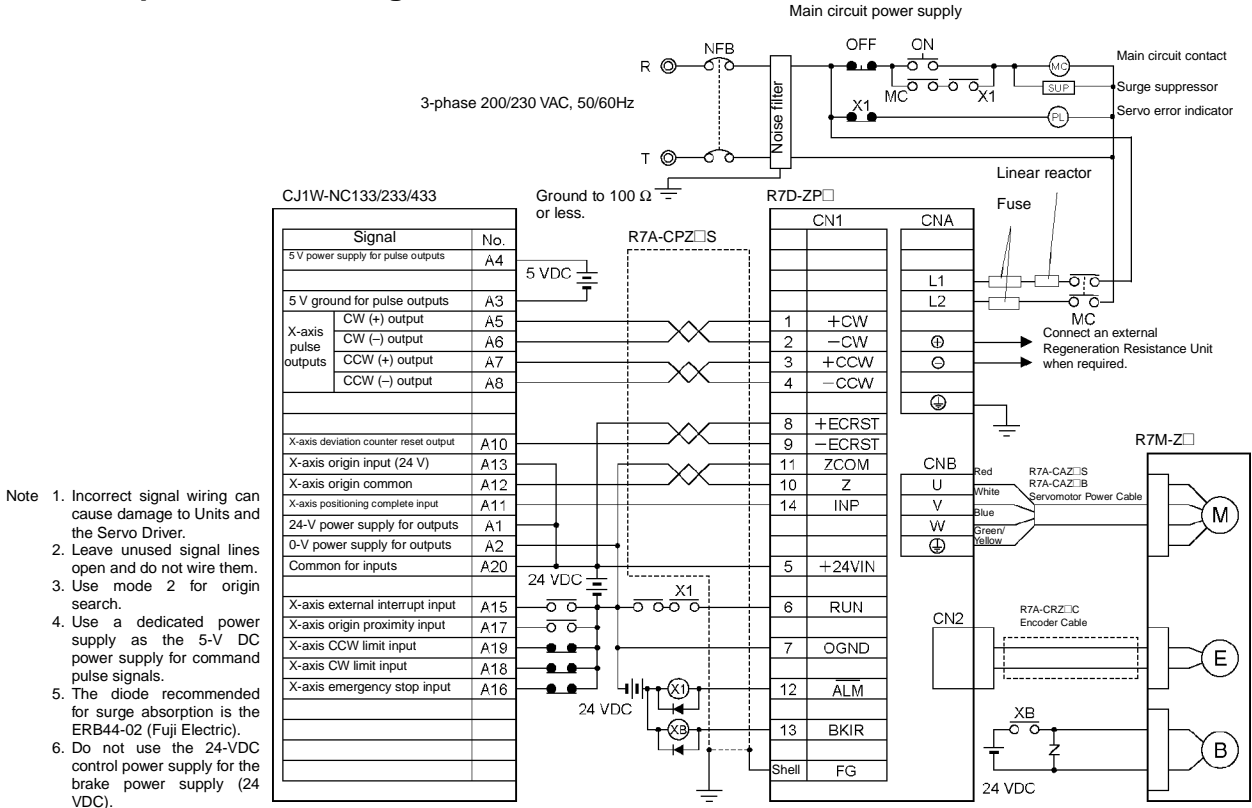 Main circuit power supply
OFF ON
NFB
R
MC
Main circuit contact
SUP
Surge suppressor
MC X1
3-phase 200/230 VAC, 50/60Hz
Noise filter
X1
PL
Servo error indicator
T
Linear reactor
Fuse
CJ1W-NC133/233/433
Ground to 100 Ω
or less.
R7D-ZP□
R7A-CPZ□S
CN1 CNA
Signal No.
5 V power supply for pulse outputs A4
5 VDC
L1
5 V ground for pulse outputs A3
L2
MC
X-axis
pulse
outputs
CW (+) output A5
1 +CW
CW (–) output A6
2 −CW
⊕
CCW (+) output A7
3 +CCW
⊖
CCW (–) output A8
4 −CCW
Connect an external
Regeneration Resistance Unit
when required.
8 +ECRST
X-axis deviation counter reset output A10
9 −ECRST
X-axis origin input (24 V) A13
11 ZCOM
X-axis origin common A12
10 Z
X-axis positioning complete input A11
14 INP
24-V power supply for outputs A1
0-V power supply for outputs A2
Common for inputs A20
5 +24VIN
24 VDC
X-axis external interrupt input A15
X1
6 RUN
X-axis origin proximity input A17
X-axis CCW limit input A19
7 OGND
X-axis CW limit input A18
X-axis emergency stop input A16
24 VDC
X1
12 ALM
XB
13 BKIR
Shell FG
CNB
U
V
W
Red
White
Blue
Green/
Yellow
R7A-CAZ□S
R7A-CAZ□B
Servomotor Power Cable
R7M-Z□
M
CN2
R7A-CRZ□C
Encoder Cable
E
XB
24 VDC
B
Note 1. Incorrect signal wiring can
cause damage to Units and
the Servo Driver.
2. Leave unused signal lines
open and do not wire them.
3. Use mode 2 for origin
search.
4. Use a dedicated power
supply as the 5-V DC
power supply for command
pulse signals.
5. The diode recommended
for surge absorption is the
ERB44-02 (Fuji Electric).
6. Do not use the 24-VDC
control power supply for the
brake power supply (24
VDC).